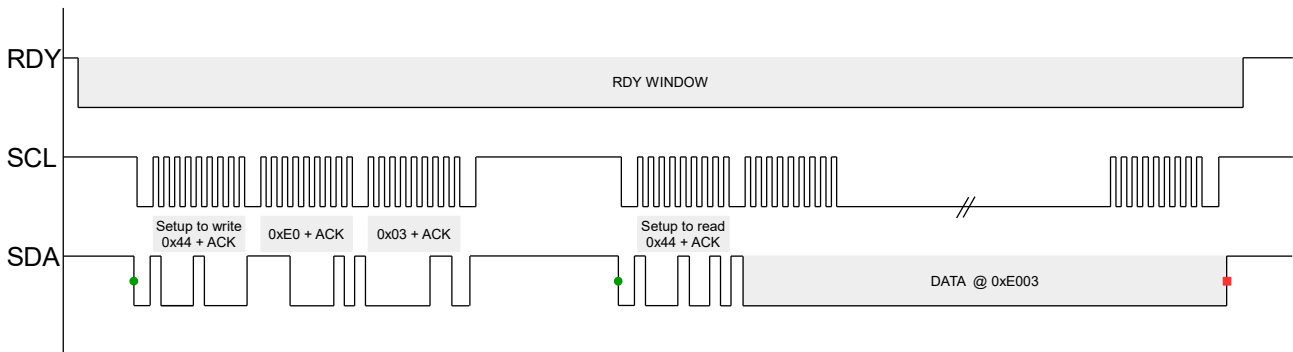 RDY
RDY WINDOW
SCL
Setup to write
0x44 + ACK
0xE0 + ACK
0x03 + ACK
Setup to read
0x44 + ACK
SDA
DATA @ 0xE003